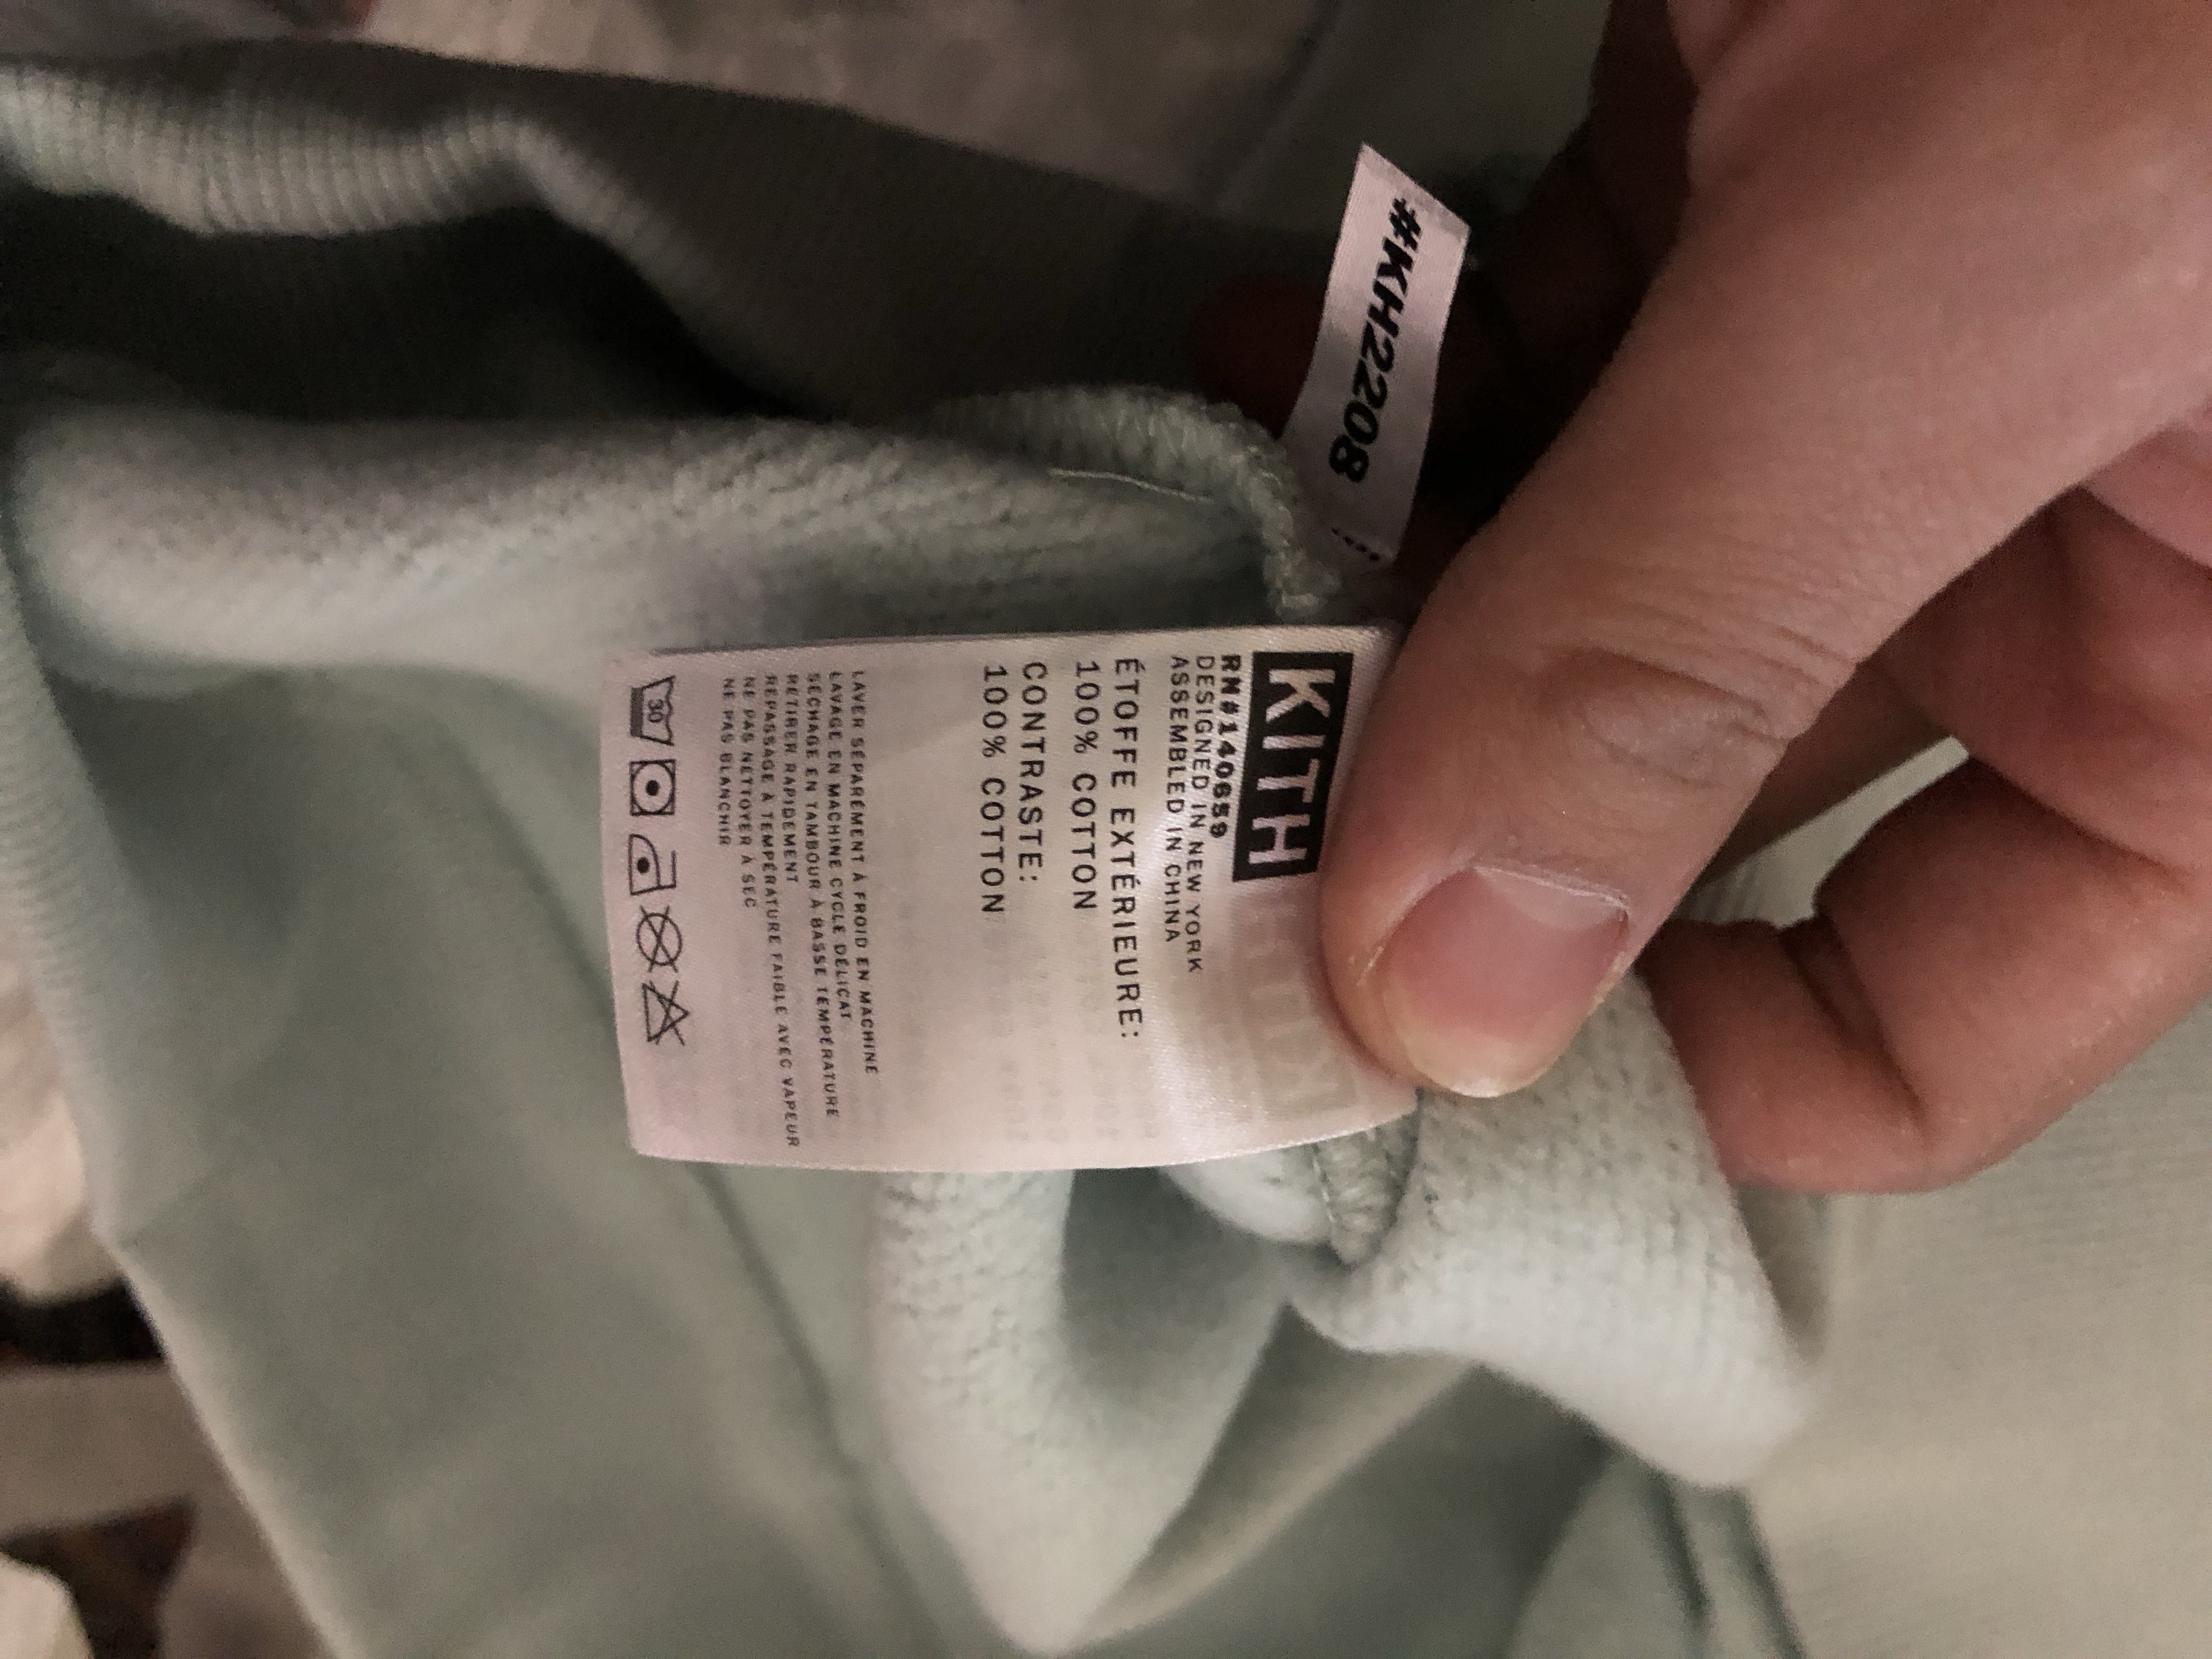 #KH2208
KITH
RN#140659
DESIGNED IN NEW YORK
ASSEMBLED IN CHINA
ÉTOFFE EXTÉRIEURE:
100% COTTON
CONTRASTE:
100% COTTON
LAVER SÉPARÉMENT À FROID EN MACHINE
LAVAGE EN MACHINE CYCLE DÉLICAT
SÉCHAGE EN TAMBOUR À BASSE TEMPÉRATURE
RETIRER RAPIDEMENT
REPASSAGE À TEMPÉRATURE FAIBLE AVEC VAPEUR
NE PAS NETTOYER À SEC
NE PAS BLANCHIR
30